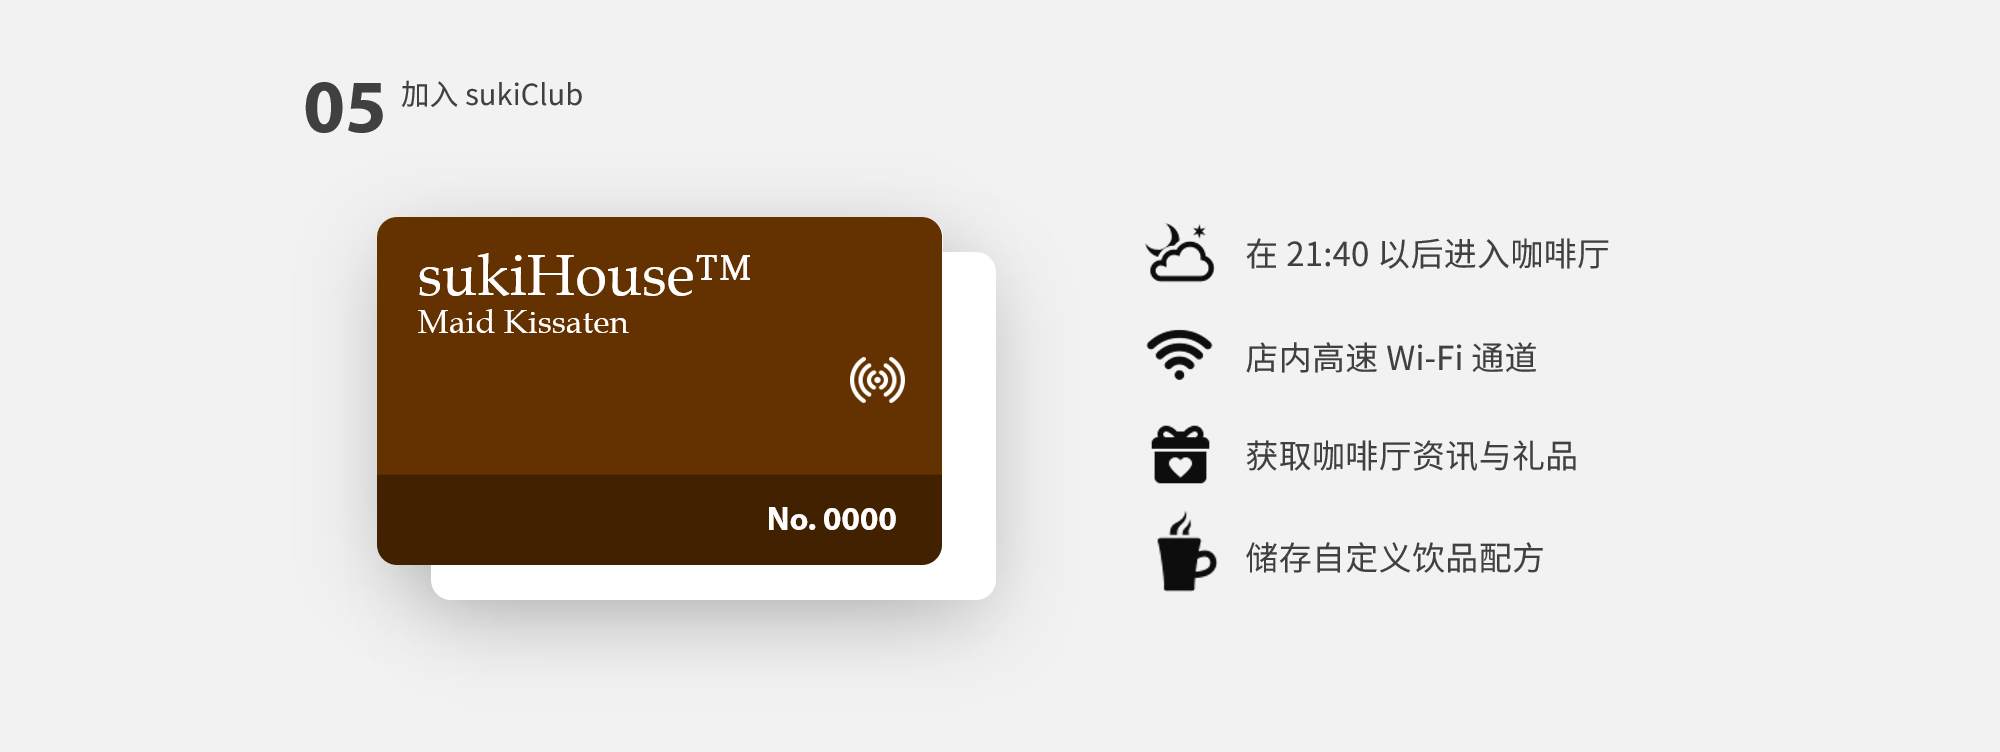 05 加入 sukiClub
sukiHouse™
Maid Kissaten
No. 0000
在 21:40 以后进入咖啡厅
店内高速 Wi-Fi 通道
获取咖啡厅资讯与礼品
储存自定义饮品配方